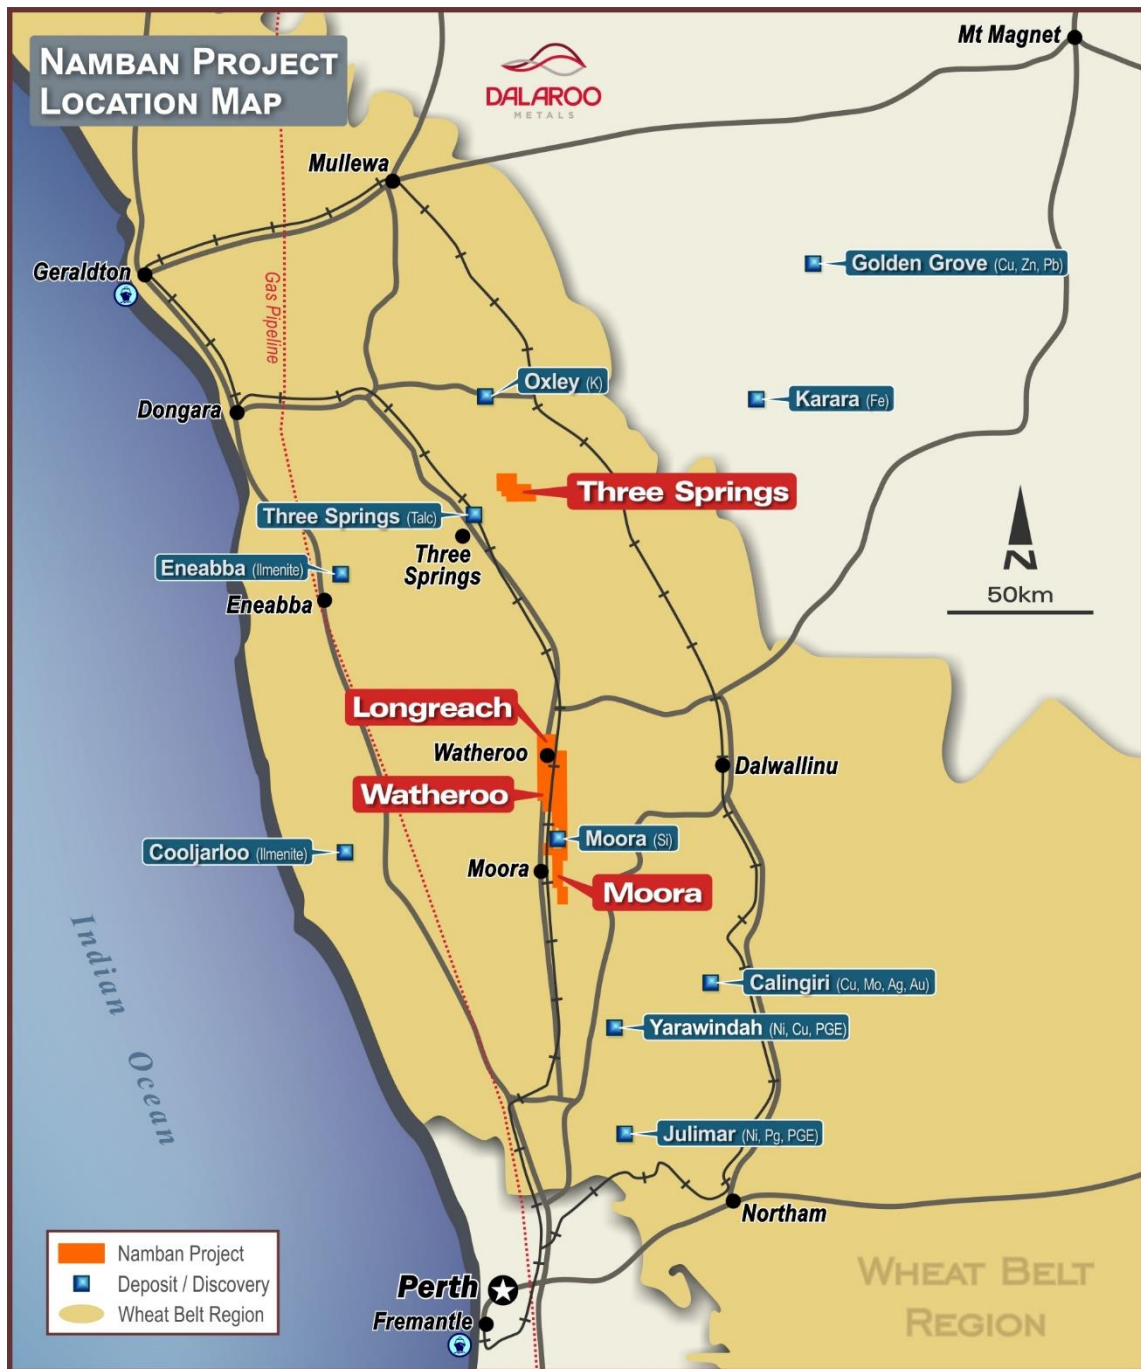 NAMBAN PROJECT
LOCATION MAP
DALAROO
METALS
Mt Magnet
Mullewa
Geraldton
Gas Pipeline
Golden Grove (Cu, Zn, Pb)
Oxley (K)
Karara (Fe)
Dongara
Three Springs
Three Springs (Talc)
Three
Springs
Eneabba (Ilmenite)
Eneabba
N
50km
Longreach
Watheroo
Watheroo
Dalwallinu
Cooljarloo (Ilmenite)
Moora (Si)
Moora
Moora
Indian Ocean
Calingiri (Cu, Mo, Ag, Au)
Yarawindah (Ni, Cu, PGE)
Julimar (Ni, Pg, PGE)
Northam
Namban Project
Deposit / Discovery
Wheat Belt Region
Perth
Fremantle
WHEAT BELT
REGION